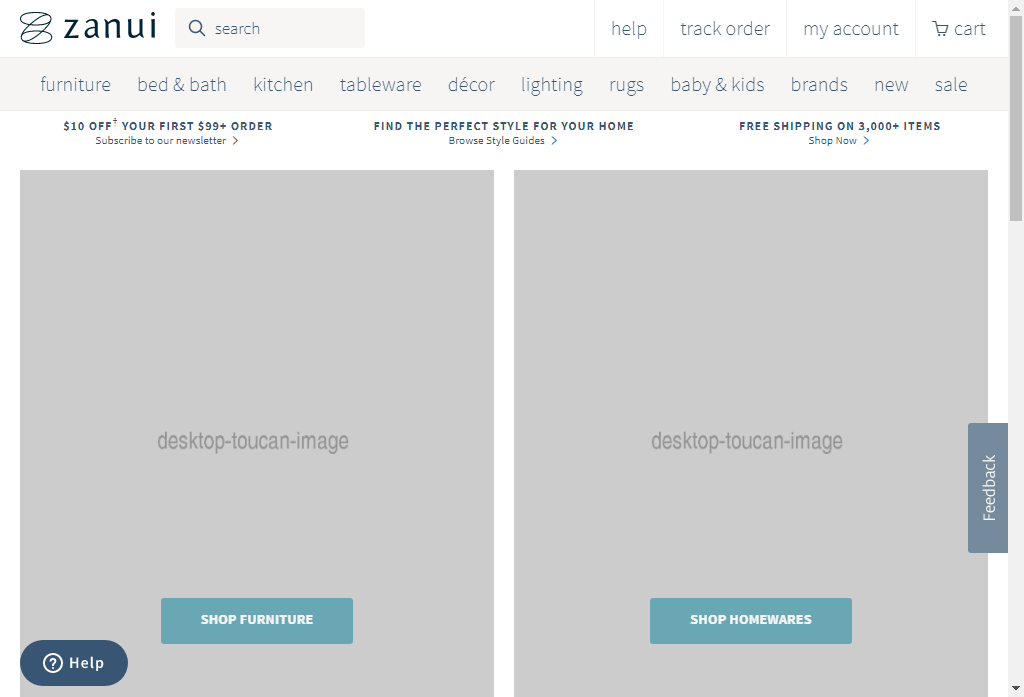 zanui
search
help
track order
my account
cart
furniture
bed & bath
kitchen
tableware
décor
lighting
rugs
baby & kids
brands
new
sale
$10 OFF† YOUR FIRST $99+ ORDER
Subscribe to our newsletter
FIND THE PERFECT STYLE FOR YOUR HOME
Browse Style Guides
FREE SHIPPING ON 3,000+ ITEMS
Shop Now
desktop-toucan-image
desktop-toucan-image
Feedback
SHOP FURNITURE
SHOP HOMEWARES
Help